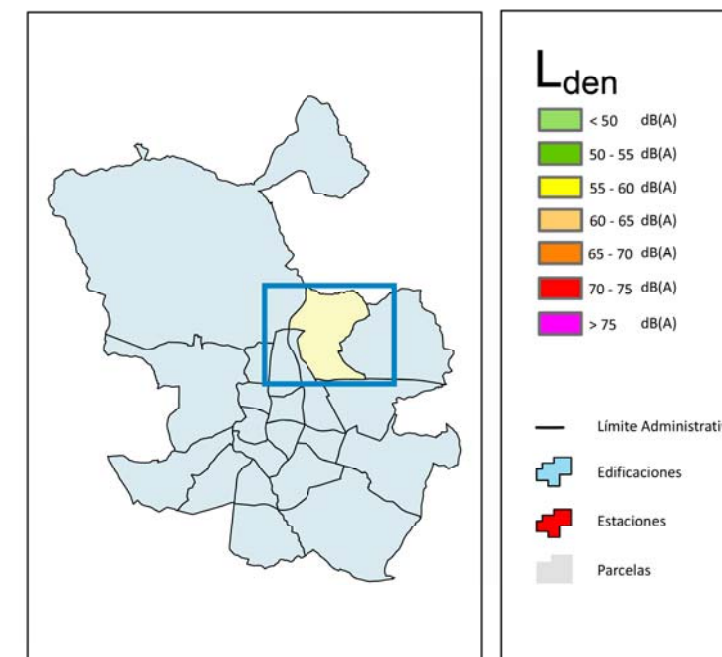 Lden
< 50 dB(A)
50 - 55 dB(A)
55 - 60 dB(A)
60 - 65 dB(A)
65 - 70 dB(A)
70 - 75 dB(A)
> 75 dB(A)
Límite Administrati
Edificaciones
Estaciones
Parcelas